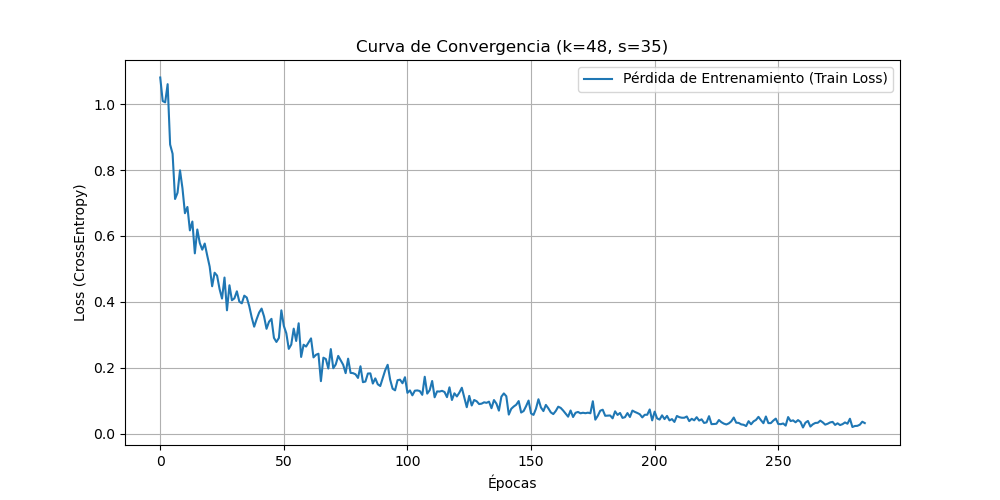 Curva de Convergencia (k=48, s=35)
Pérdida de Entrenamiento (Train Loss)
Loss (CrossEntropy)
1.0
0.8
0.6
0.4
0.2
0.0
0 50 100 150 200 250
Épocas